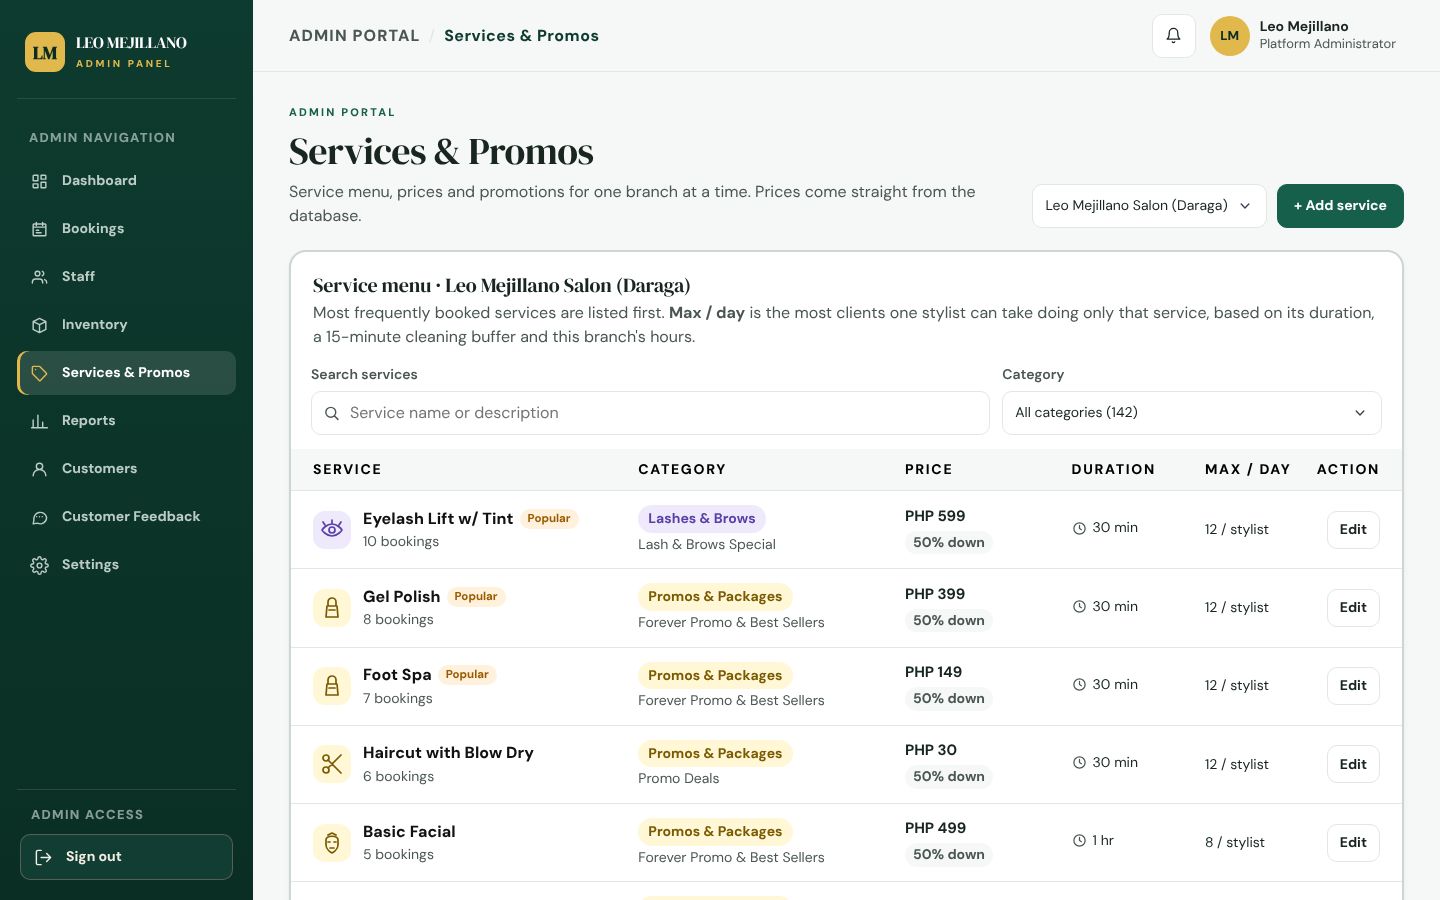 LM
LEO MEJILLANO
ADMIN PANEL
ADMIN NAVIGATION
Dashboard
Bookings
Staff
Inventory
Services & Promos
Reports
Customers
Customer Feedback
Settings
ADMIN ACCESS
Sign out
ADMIN PORTAL / Services & Promos
LM
Leo Mejillano
Platform Administrator
ADMIN PORTAL
Services & Promos
Service menu, prices and promotions for one branch at a time. Prices come straight from the
database.
Leo Mejillano Salon (Daraga)
+ Add service
Service menu · Leo Mejillano Salon (Daraga)
Most frequently booked services are listed first. Max / day is the most clients one stylist can take doing only that service, based on its duration,
a 15-minute cleaning buffer and this branch's hours.
Search services
Category
Service name or description
All categories (142)
SERVICE CATEGORY PRICE DURATION MAX / DAY ACTION
Eyelash Lift w/ Tint Popular
10 bookings
Lashes & Brows
Lash & Brows Special
PHP 599
50% down
30 min
12 / stylist
Edit
Gel Polish Popular
8 bookings
Promos & Packages
Forever Promo & Best Sellers
PHP 399
50% down
30 min
12 / stylist
Edit
Foot Spa Popular
7 bookings
Promos & Packages
Forever Promo & Best Sellers
PHP 149
50% down
30 min
12 / stylist
Edit
Haircut with Blow Dry
6 bookings
Promos & Packages
Promo Deals
PHP 30
50% down
30 min
12 / stylist
Edit
Basic Facial
5 bookings
Promos & Packages
Forever Promo & Best Sellers
PHP 499
50% down
1 hr
8 / stylist
Edit